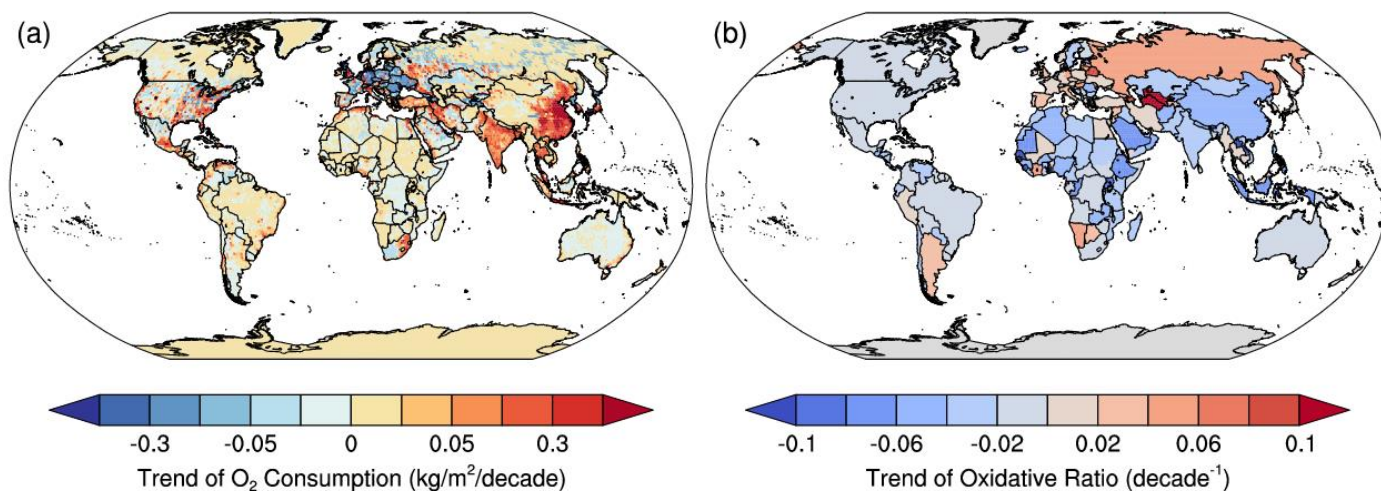 (a)
(b)
-0.3 -0.05 0 0.05 0.3
Trend of O₂ Consumption (kg/m²/decade)
-0.1 -0.06 -0.02 0.02 0.06 0.1
Trend of Oxidative Ratio (decade⁻¹)